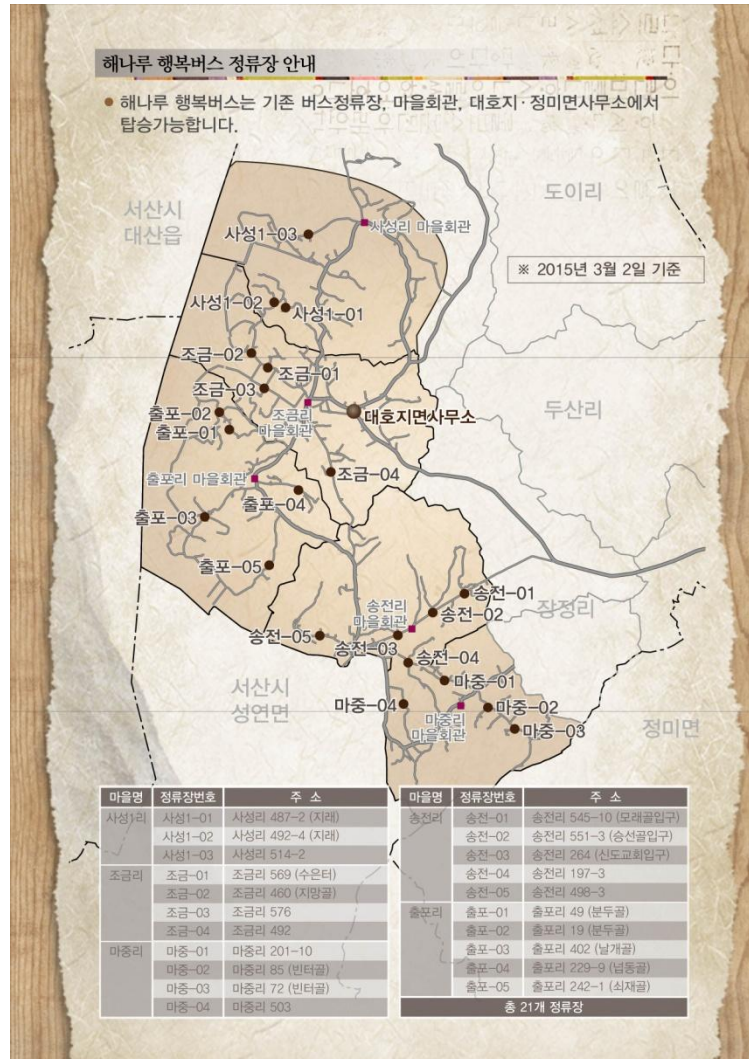 해나루 행복버스 정류장 안내
● 해나루 행복버스는 기존 버스정류장, 마을회관, 대호지·정미면사무소에서
탑승가능합니다.
도이리
서산시
대산읍
사성1-03
사성리 마을회관
※ 2015년 3월 2일 기준
사성1-02
사성1-01
조금-02
조금-01
조금-03
출포-02
조금리
마을회관
대호지면사무소
두산리
출포-01
출포리 마을회관
조금-04
출포-04
출포-03
출포-05
송전-01
송전리
마을회관
송전-02
장정리
송전-05
송전-03
송전-04
서산시
성연면
마중-01
마중-04
마중-02
마중리
마을회관
마중-03
정미면
마을명 정류장번호 주 소
사성1리 사성1-01 사성리 487-2 (지래)
사성1-02 사성리 492-4 (지래)
사성1-03 사성리 514-2
조금리 조금-01 조금리 569 (수은터)
조금-02 조금리 460 (지망골)
조금-03 조금리 576
조금-04 조금리 492
마중리 마중-01 마중리 201-10
마중-02 마중리 85 (빈터골)
마중-03 마중리 72 (빈터골)
마중-04 마중리 503
마을명 정류장번호 주 소
송전리 송전-01 송전리 545-10 (모래골입구)
송전-02 송전리 551-3 (승선골입구)
송전-03 송전리 264 (신도교회입구)
송전-04 송전리 197-3
송전-05 송전리 498-3
출포리 출포-01 출포리 49 (분두골)
출포-02 출포리 19 (분두골)
출포-03 출포리 402 (날개골)
출포-04 출포리 229-9 (넙동골)
출포-05 출포리 242-1 (쇠재골)
총 21개 정류장